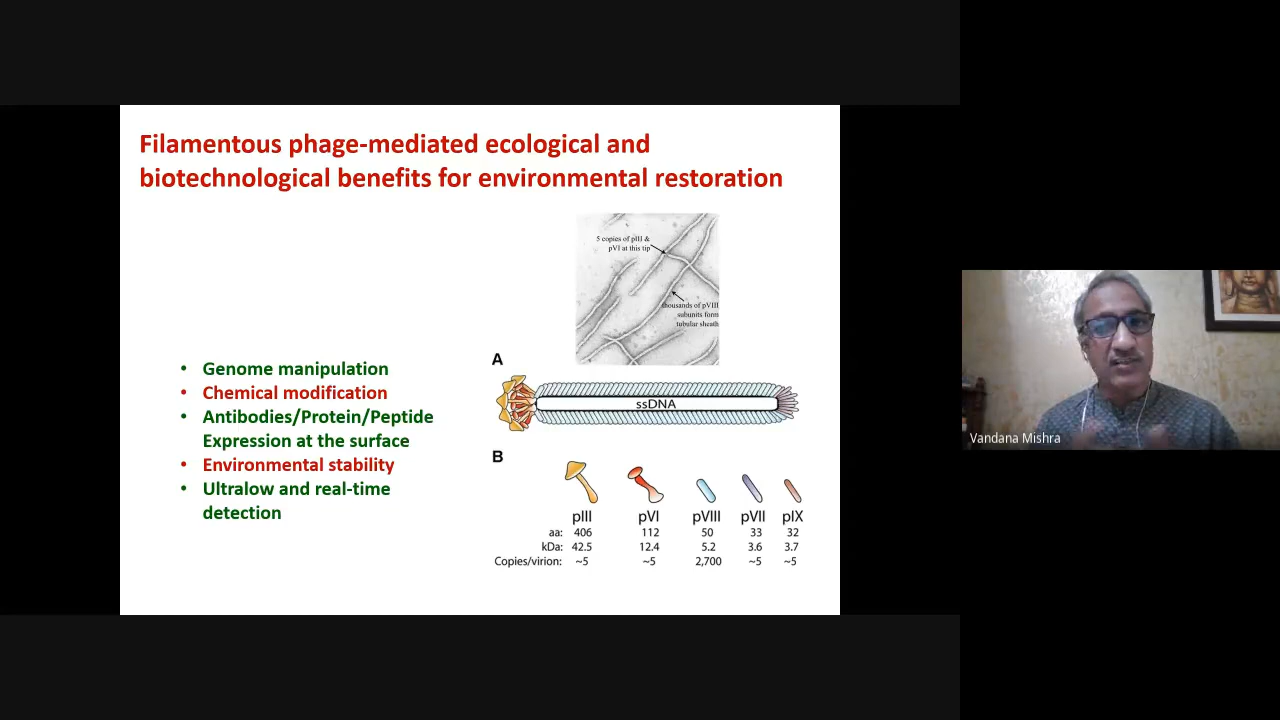 Filamentous phage-mediated ecological and
biotechnological benefits for environmental restoration
5 copies of pIII &
pVI at this tip
thousands of pVIII
subunits form
tubular sheath
• Genome manipulation
• Chemical modification
• Antibodies/Protein/Peptide
Expression at the surface
• Environmental stability
• Ultralow and real-time
detection
A
ssDNA
B
pIII pVI pVIII pVII pIX
aa: 406 112 50 33 32
kDa: 42.5 12.4 5.2 3.6 3.7
Copies/virion: ~5 ~5 2,700 ~5 ~5
Vandana Mishra